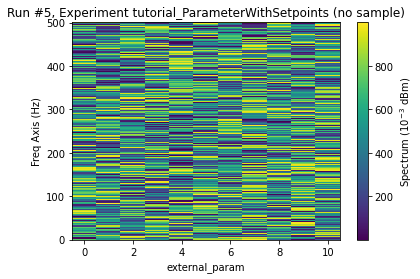 Run #5, Experiment tutorial_ParameterWithSetpoints (no sample)
500
400
300
200
100
0
Freq Axis (Hz)
0 2 4 6 8 10
external_param
800
600
400
200
Spectrum (10⁻³ dBm)